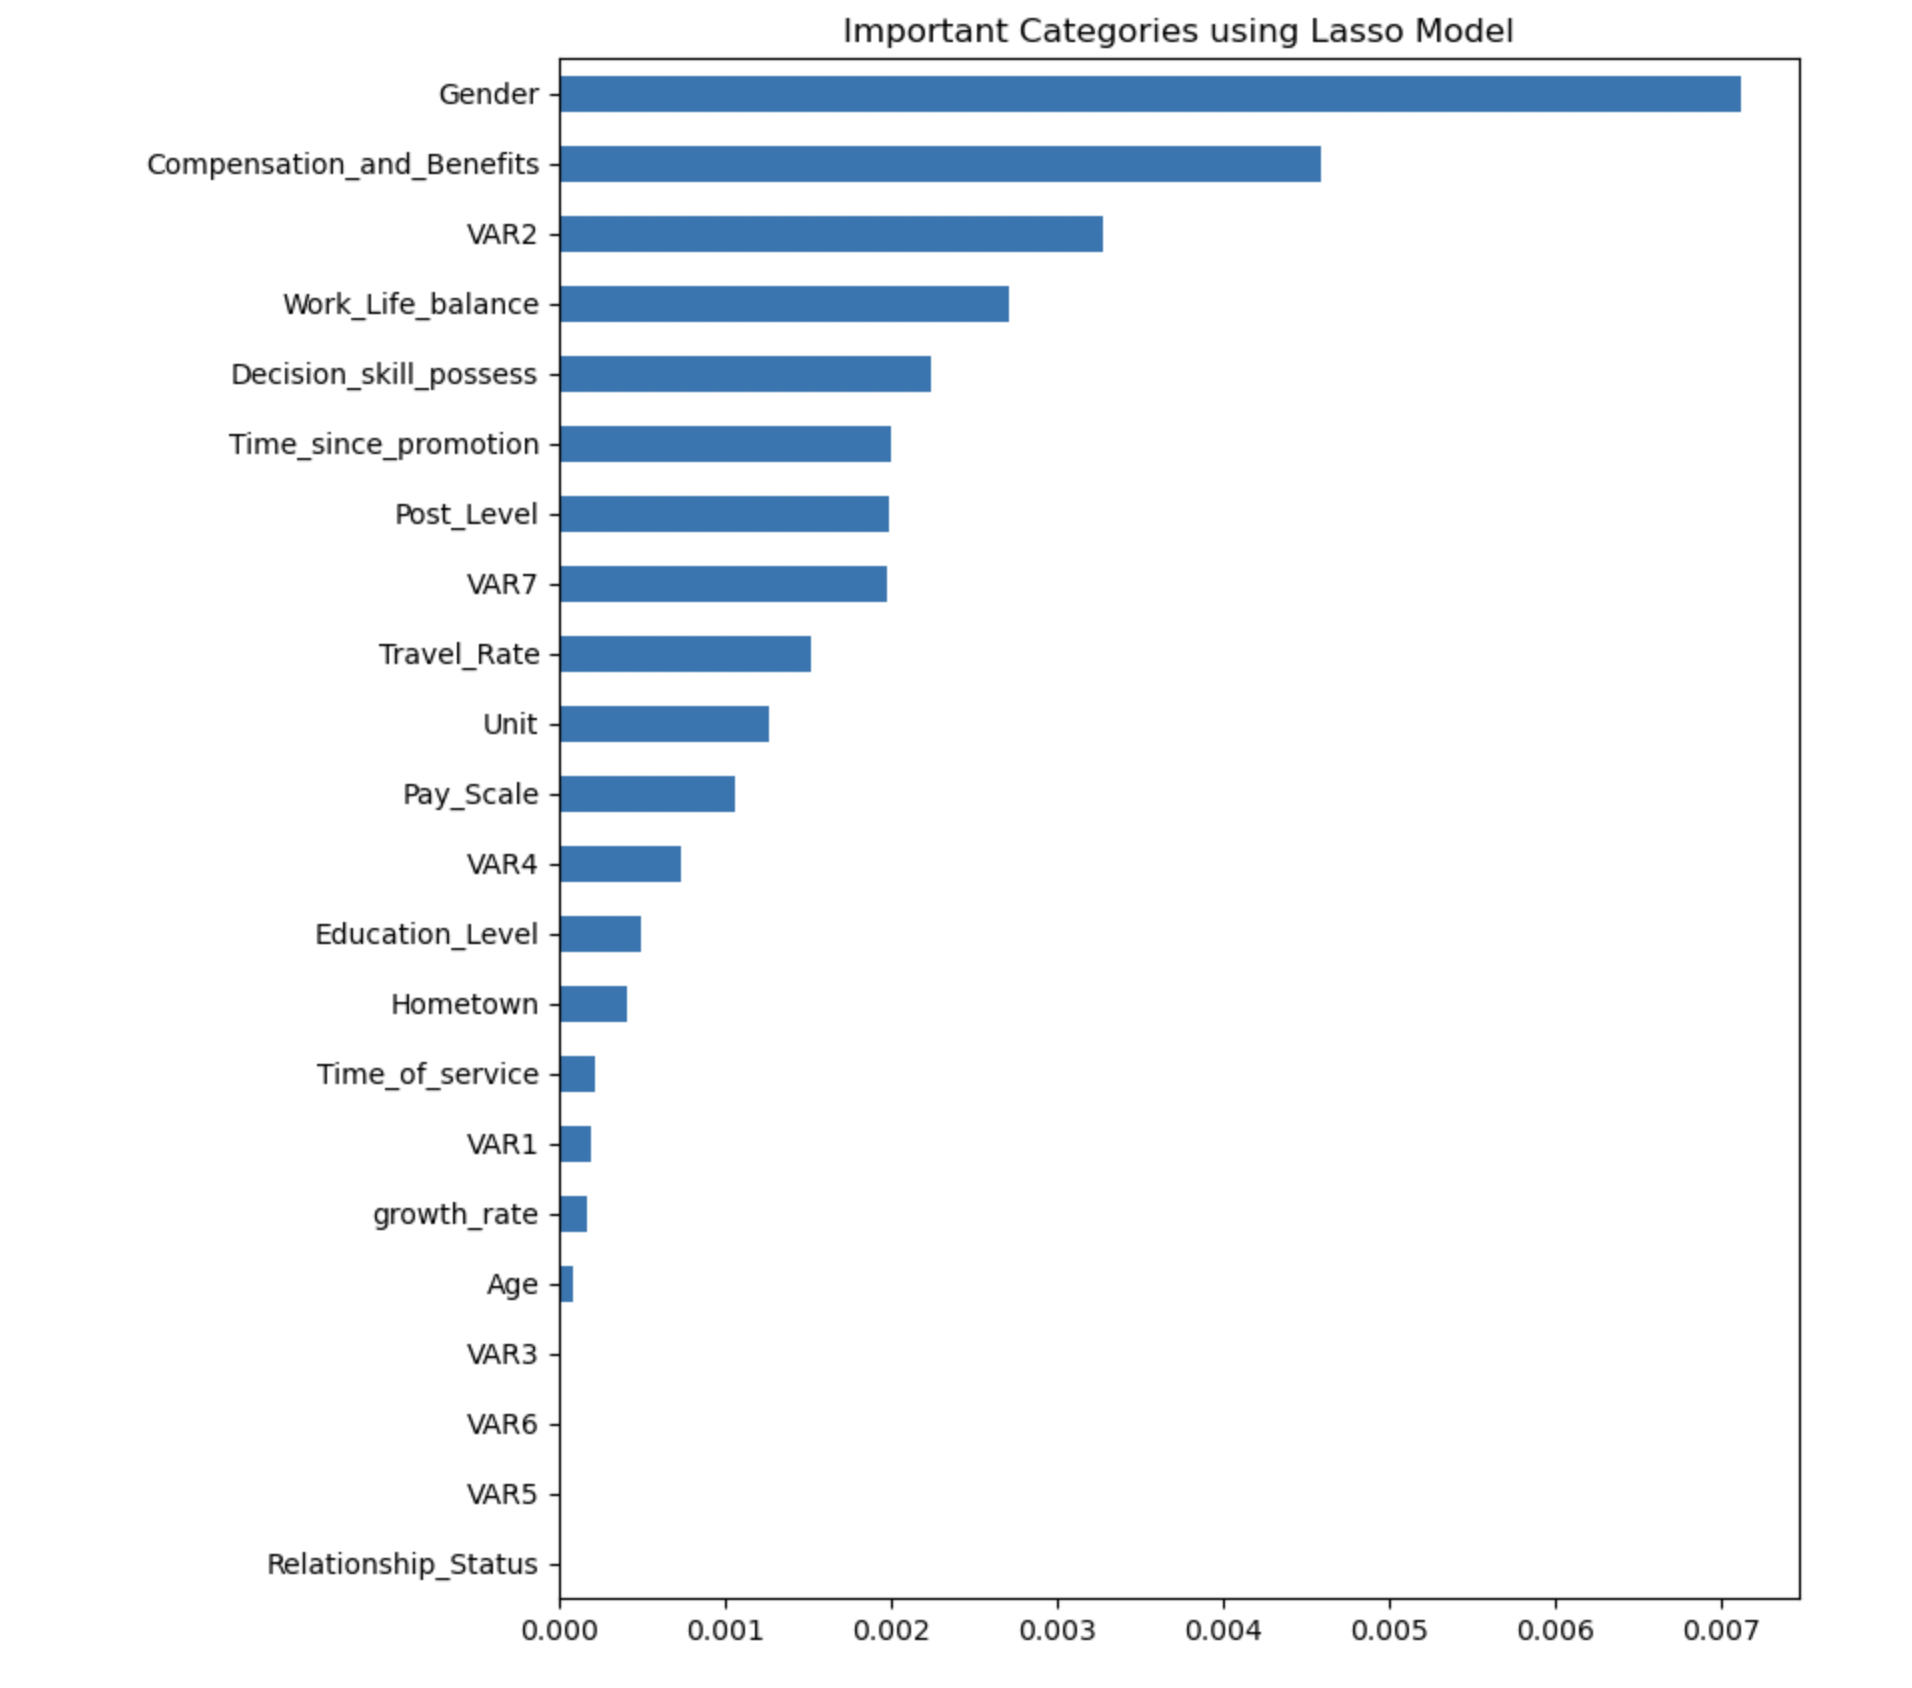 Important Categories using Lasso Model
Gender
Compensation_and_Benefits
VAR2
Work_Life_balance
Decision_skill_possess
Time_since_promotion
Post_Level
VAR7
Travel_Rate
Unit
Pay_Scale
VAR4
Education_Level
Hometown
Time_of_service
VAR1
growth_rate
Age
VAR3
VAR6
VAR5
Relationship_Status
0.000 0.001 0.002 0.003 0.004 0.005 0.006 0.007